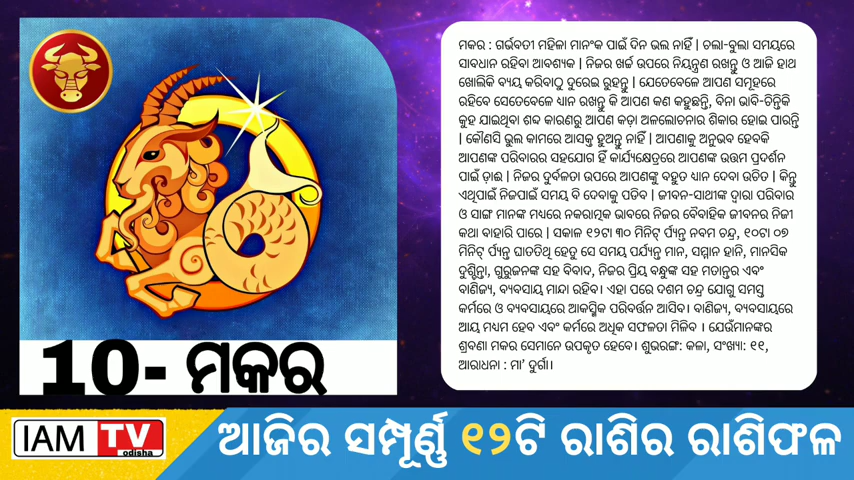 ମକର : ଗର୍ଭବତୀ ମହିଳା ମାନଂକ ପାଇଁ ଦିନ ଭଲ ନାହିଁ | ଚଲା-ବୁଲା ସମୟରେ
ସାବଧାନ ରହିବା ଆବଶ୍ୟକ | ନିଜର ଖର୍ଚ୍ଚ ଉପରେ ନିୟନ୍ତ୍ରଣ ରଖନ୍ତୁ ଓ ଆଜି ହାଥ
ଖୋଲିକି ବ୍ୟୟ କରିବାଠୁ ଦୁରେଇ ରୁହନ୍ତୁ | ଯେତେବେଳେ ଆପଣ ସମୂହରେ
ରହିବେ ସେତେବେଳେ ଧ୍ୟାନ ରଖନ୍ତୁ କି ଆପଣ କଣ କହୁଛନ୍ତି, ବିନା ଭାବି-ଚିନ୍ତିକି
କୁହ ଯାଇଥିବା ଶବ୍ଦ କାରଣରୁ ଆପଣ କଡ଼ା ଅଳଲୋଚନାର ଶିକାର ହୋଇ ପାରନ୍ତି
| କୌଣସି ଭୁଲ କାମରେ ଆସକ୍ତ ହୁଅନ୍ତୁ ନାହିଁ | ଆପଣାକୁ ଅନୁଭବ ହେବକି
ଆପଣଙ୍କ ପରିବାରର ସହଯୋଗ ହିଁ କାର୍ଯ୍ୟକ୍ଷେତ୍ରରେ ଆପଣଙ୍କ ଉତ୍ତମ ପ୍ରଦର୍ଶନ
ପାଇଁ ଦ଼ାଈ | ନିଜର ଦୁର୍ବଳତା ଉପରେ ଆପଣଙ୍କୁ ବହୁତ ଧ୍ୟାନ ଦେବା ଉଚିତ | କିନ୍ତୁ
ଏଥିପାଇଁ ନିଜପାଇଁ ସମୟ ବି ଦେବାକୁ ପଡିବ | ଜୀବନ-ସାଥୀଙ୍କ ଦ୍ୱାରା ପରିବାର
ଓ ସାଙ୍ଗ ମାନଙ୍କ ମଧ୍ୟରେ ନକରାତ୍ମକ ଭାବରେ ନିଜର ବୈବାହିକ ଜୀବନର ନିଜୀ
କଥା ବାହାରି ପାରେ | ସକାଳ ୧୨ଟା ୩୦ ମିନିଟ୍ ର୍ପ୍ୟନ୍ତ ନବମ ଚନ୍ଦ୍ର, ୧୦ଟା ୦୭
ମିନିଟ୍ ର୍ପ୍ୟନ୍ତ ଘାତତିଥି ହେତୁ ସେ ସମୟ ପର୍ଯ୍ୟନ୍ତ ମାନ, ସମ୍ମାନ ହାନି, ମାନସିକ
ଦୁଶ୍ଚିନ୍ତା, ଗୁରୁଜନଙ୍କ ସହ ବିବାଦ, ନିଜର ପ୍ରିୟ ବନ୍ଧୁଙ୍କ ସହ ମତାନ୍ତର ଏବଂ
ବାଣିଜ୍ୟ, ବ୍ୟବସାୟ ମାନ୍ଦା ରହିବ। ଏହା ପରେ ଦଶମ ଚନ୍ଦ୍ର ଯୋଗୁ ସମସ୍ତ
କର୍ମରେ ଓ ବ୍ୟବସାୟରେ ଆକସ୍ମିକ ପରିବର୍ତ୍ତନ ଆସିବ। ବାଣିଜ୍ୟ, ବ୍ୟବସାୟରେ
ଆୟ ମଧ୍ୟମ ହେବ ଏବଂ କର୍ମରେ ଅଧିକ ସଫଳତା ମିଳିବ । ଯେଉଁମାନଙ୍କର
ଶ୍ରବଣା ମକର ସେମାନେ ଉପକୃତ ହେବେ। ଶୁଭରଙ୍ଗ: କଳା, ସଂଖ୍ୟା: ୧୧,
ଆରାଧନା : ମା' ଦୁର୍ଗା।
10- ମକର
IAM TV
odisha
ଆଜିର ସମ୍ପୂର୍ଣ୍ଣ ୧୨ଟି ରାଶିର ରାଶିଫଳ